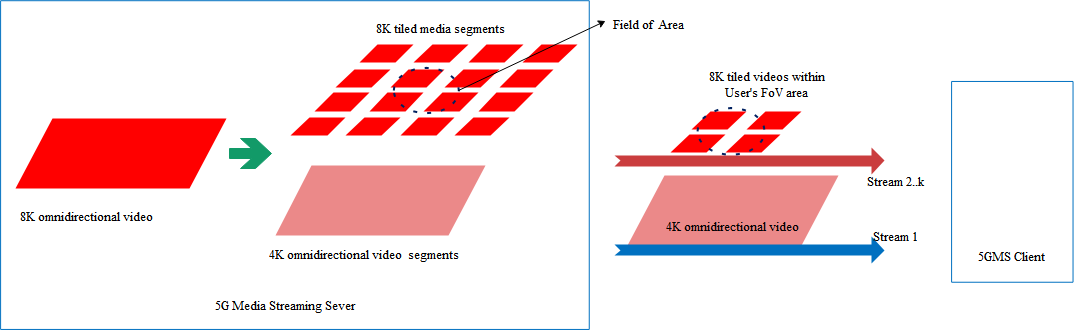 8K tiled media segments
Field of Area
8K tiled videos within
User's FoV area
8K omnidirectional video
Stream 2..k
4K omnidirectional video
Stream 1
4K omnidirectional video segments
5GMS Client
5G Media Streaming Sever